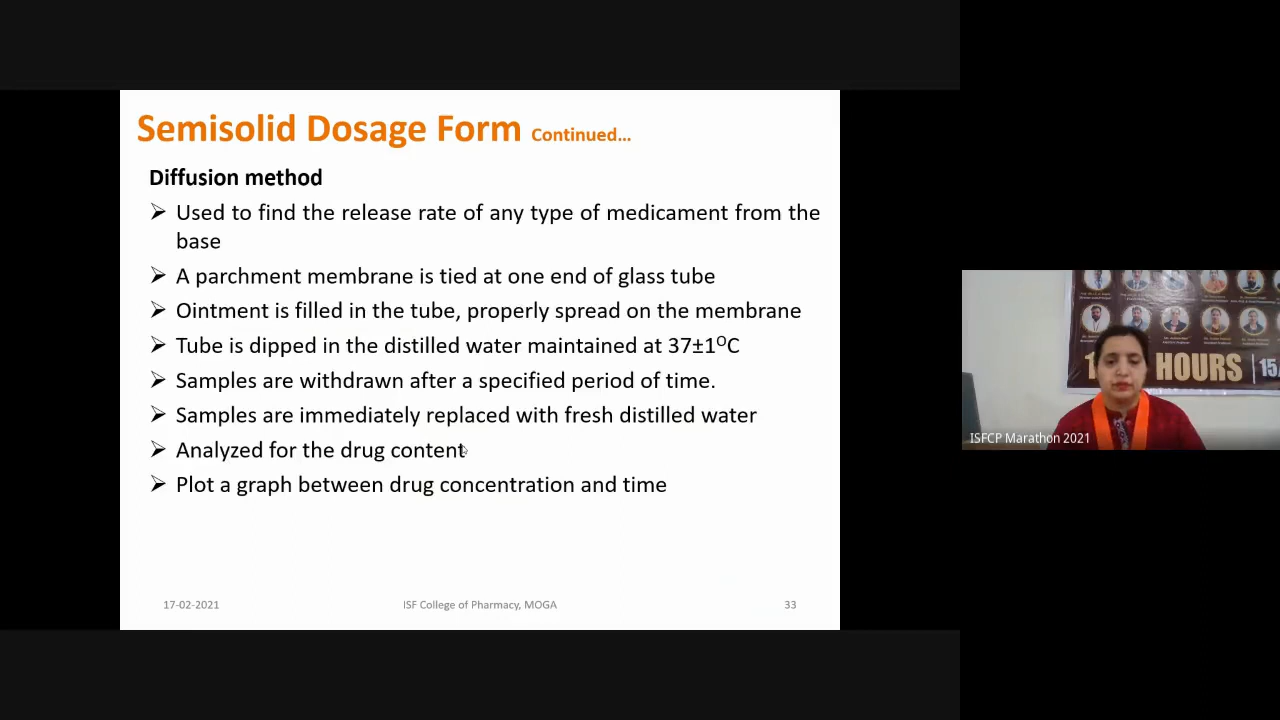 Semisolid Dosage Form Continued...
Diffusion method
➢ Used to find the release rate of any type of medicament from the
base
➢ A parchment membrane is tied at one end of glass tube
➢ Ointment is filled in the tube, properly spread on the membrane
➢ Tube is dipped in the distilled water maintained at 37±1ᴼC
➢ Samples are withdrawn after a specified period of time.
➢ Samples are immediately replaced with fresh distilled water
➢ Analyzed for the drug content
➢ Plot a graph between drug concentration and time
17-02-2021 ISF College of Pharmacy, MOGA 33
HOURS 15/
ISFCP Marathon 2021